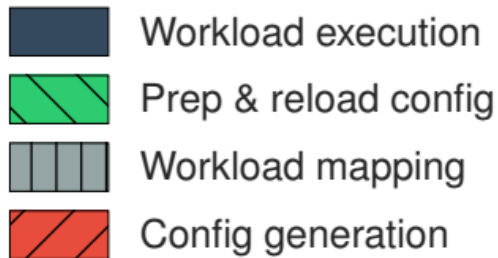 Workload execution
Prep & reload config
Workload mapping
Config generation